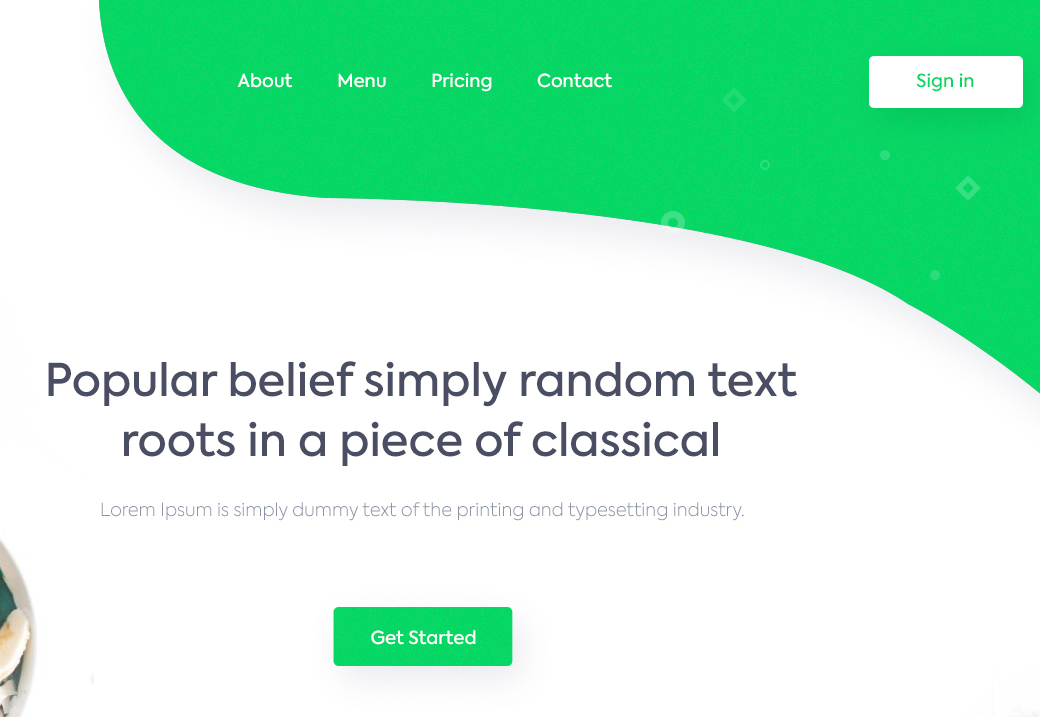 About Menu Pricing Contact Sign in
Popular belief simply random text
roots in a piece of classical
Lorem Ipsum is simply dummy text of the printing and typesetting industry.
Get Started